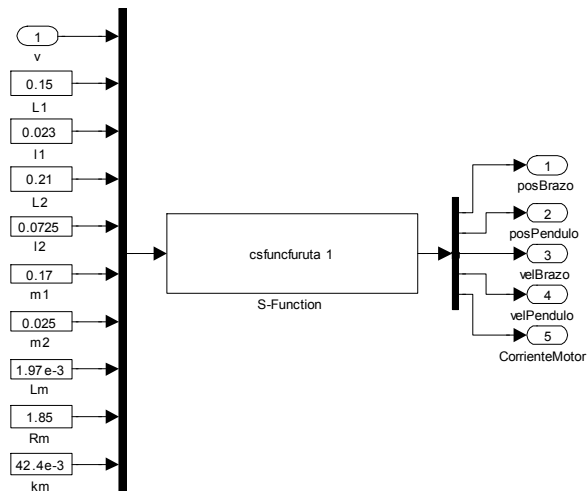 1
v
0.15
L1
0.023
l1
0.21
L2
0.0725
l2
0.17
m1
0.025
m2
1.97e-3
Lm
1.85
Rm
42.4e-3
km
csfuncfuruta 1
S-Function
1
posBrazo
2
posPendulo
3
velBrazo
4
velPendulo
5
CorrienteMotor